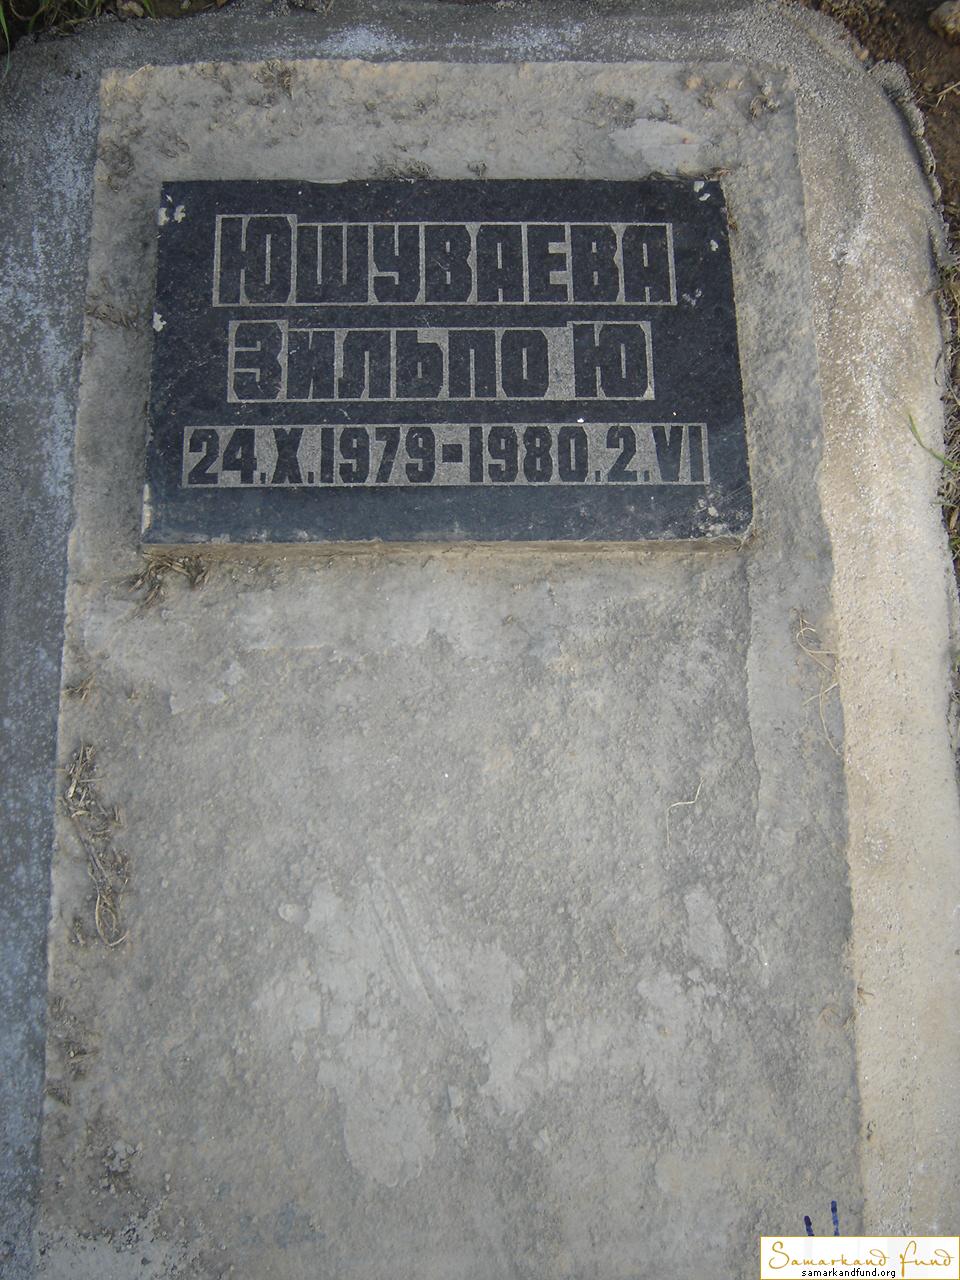 ЮШУВАЕВА
ЗИЛЬПО Ю
24.X.1979-1980.2.VI
Samarkand Fund
samarkandfund.org